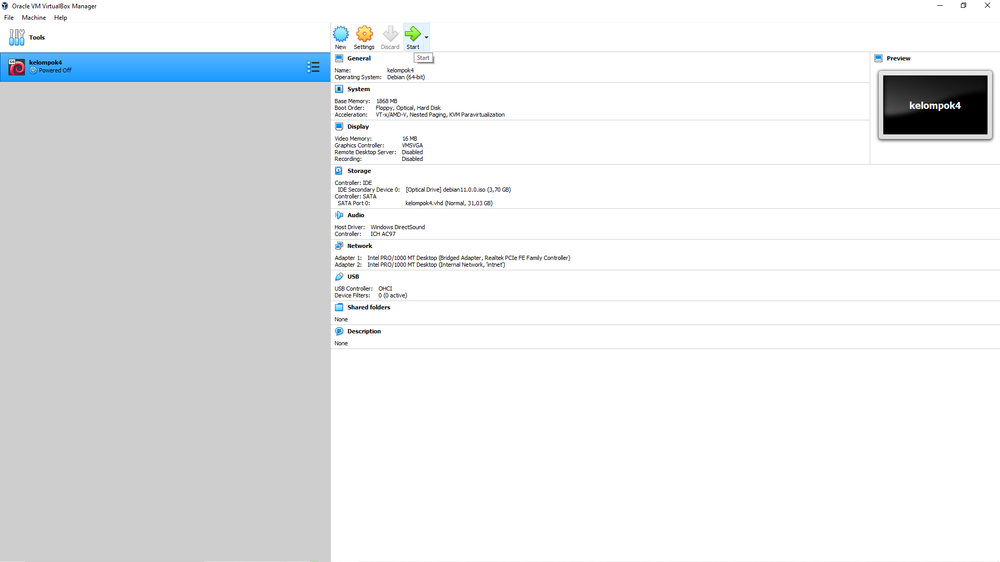 Oracle VM VirtualBox Manager
File Machine Help
Tools
64 kelompok4
Powered Off
New Settings Discard Start
Start
General
Name: kelompok4
Operating System: Debian (64-bit)
System
Base Memory: 1868 MB
Boot Order: Floppy, Optical, Hard Disk
Acceleration: VT-x/AMD-V, Nested Paging, KVM Paravirtualization
Display
Video Memory: 16 MB
Graphics Controller: VMSVGA
Remote Desktop Server: Disabled
Recording: Disabled
Preview
kelompok4
Storage
Controller: IDE
IDE Secondary Device 0: [Optical Drive] debian11.0.0.iso (3,70 GB)
Controller: SATA
SATA Port 0: kelompok4.vhd (Normal, 31,03 GB)
Audio
Host Driver: Windows DirectSound
Controller: ICH AC97
Network
Adapter 1: Intel PRO/1000 MT Desktop (Bridged Adapter, Realtek PCIe FE Family Controller)
Adapter 2: Intel PRO/1000 MT Desktop (Internal Network, 'intnet')
USB
USB Controller: OHCI
Device Filters: 0 (0 active)
Shared folders
None
Description
None